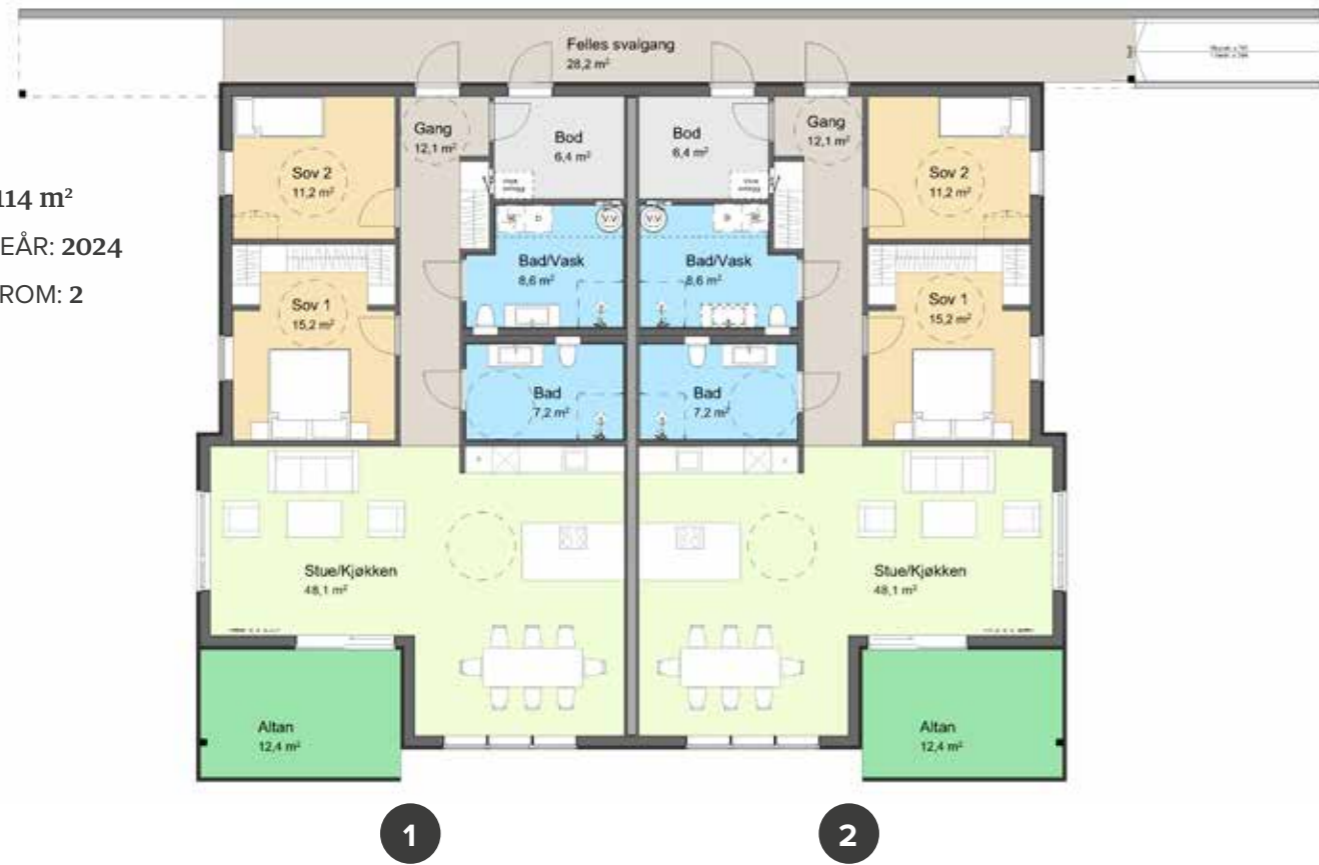 Felles svalgang
28,2 m²
Gang
12,1 m²
Bod
6,4 m²
Bod
6,4 m²
Gang
12,1 m²
Sov 2
11,2 m²
Sov 2
11,2 m²
114 m²
EÅR: 2024
ROM: 2
V.V
V.V
Bad/Vask
8,6 m²
Bad/Vask
8,6 m²
Sov 1
15,2 m²
Sov 1
15,2 m²
Bad
7,2 m²
Bad
7,2 m²
Stue/Kjøkken
48,1 m²
Stue/Kjøkken
48,1 m²
Altan
12,4 m²
Altan
12,4 m²
1
2